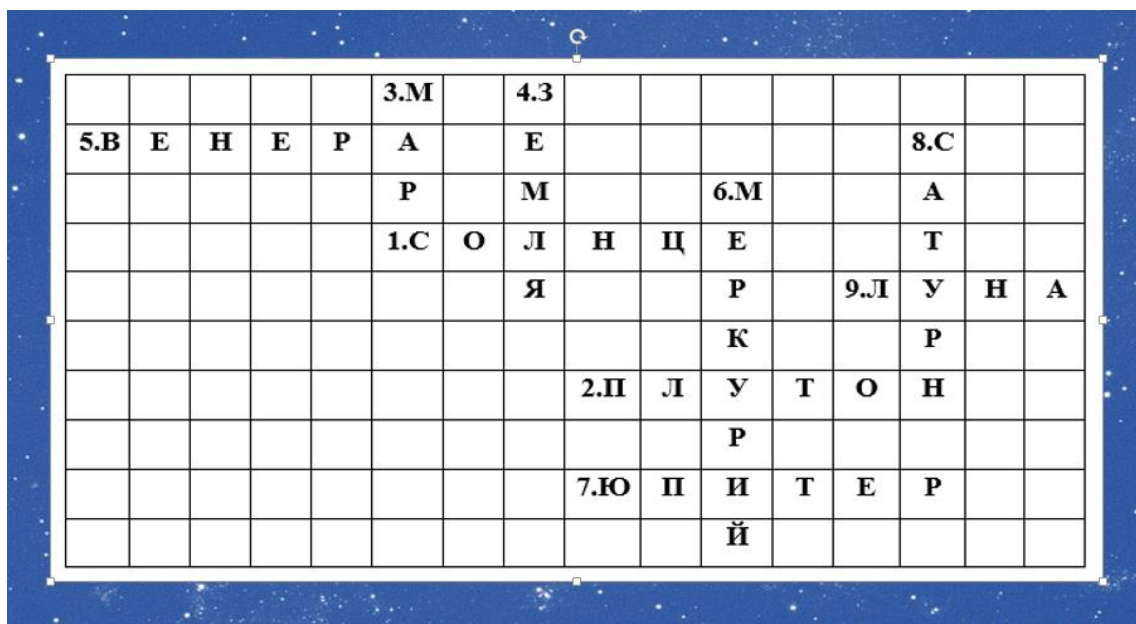 3.М 4.З
5.В Е Н Е Р А Е 8.С
Р М 6.М А
1.С О Л Н Ц Е Т
Я Р 9.Л У Н А
К Р
2.П Л У Т О Н
Р
7.Ю П И Т Е Р
Й